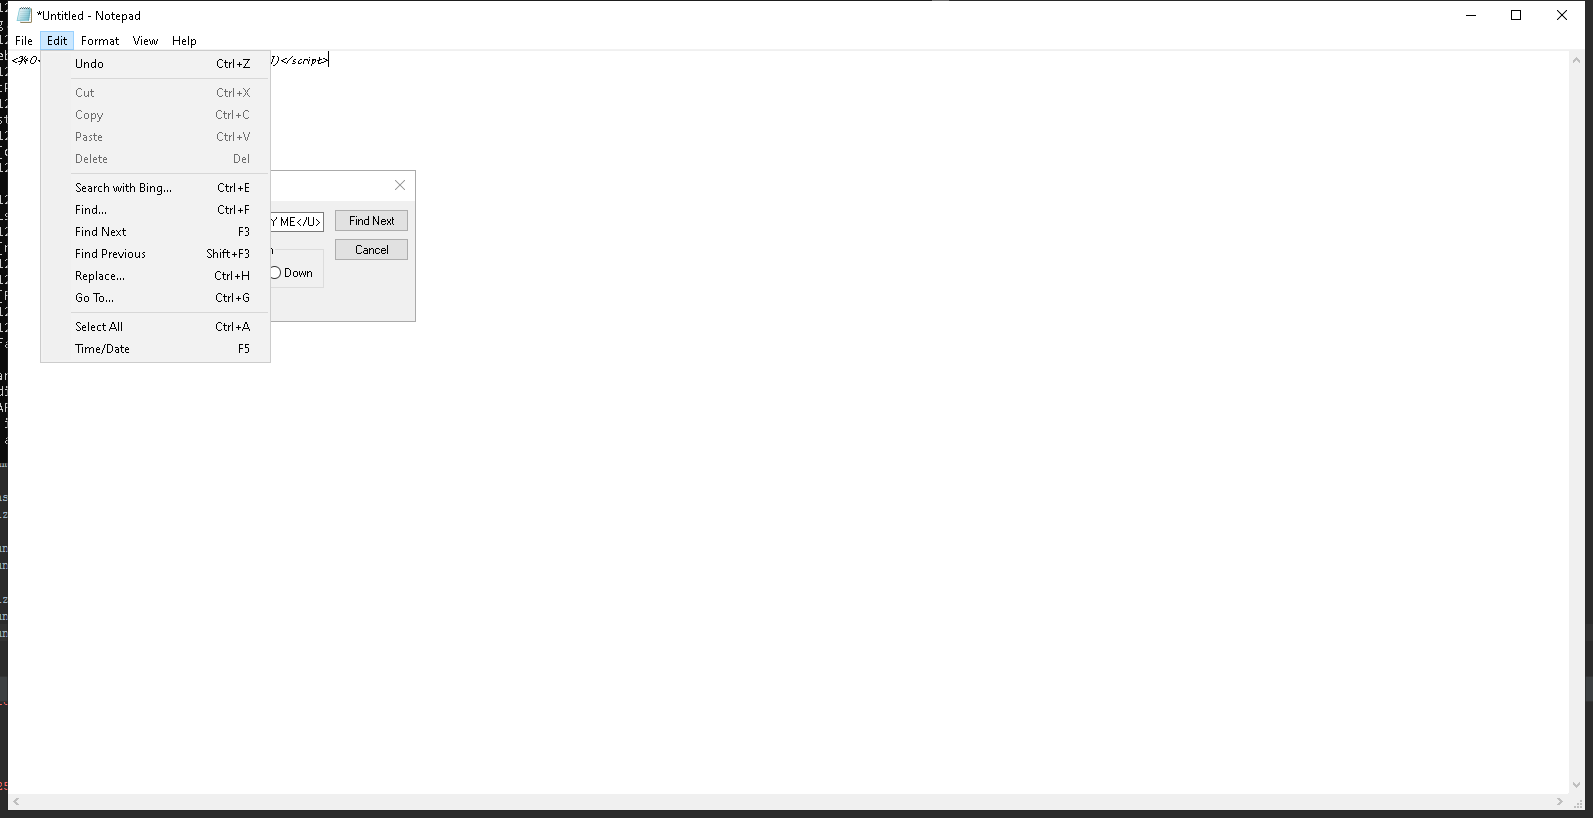 *Untitled - Notepad
File Edit Format View Help
</script>
Undo Ctrl+Z
Cut Ctrl+X
Copy Ctrl+C
Paste Ctrl+V
Delete Del
Search with Bing... Ctrl+E
Find... Ctrl+F
Find Next F3
Find Previous Shift+F3
Replace... Ctrl+H
Go To... Ctrl+G
Select All Ctrl+A
Time/Date F5
Y ME</U> Find Next
Cancel
Down